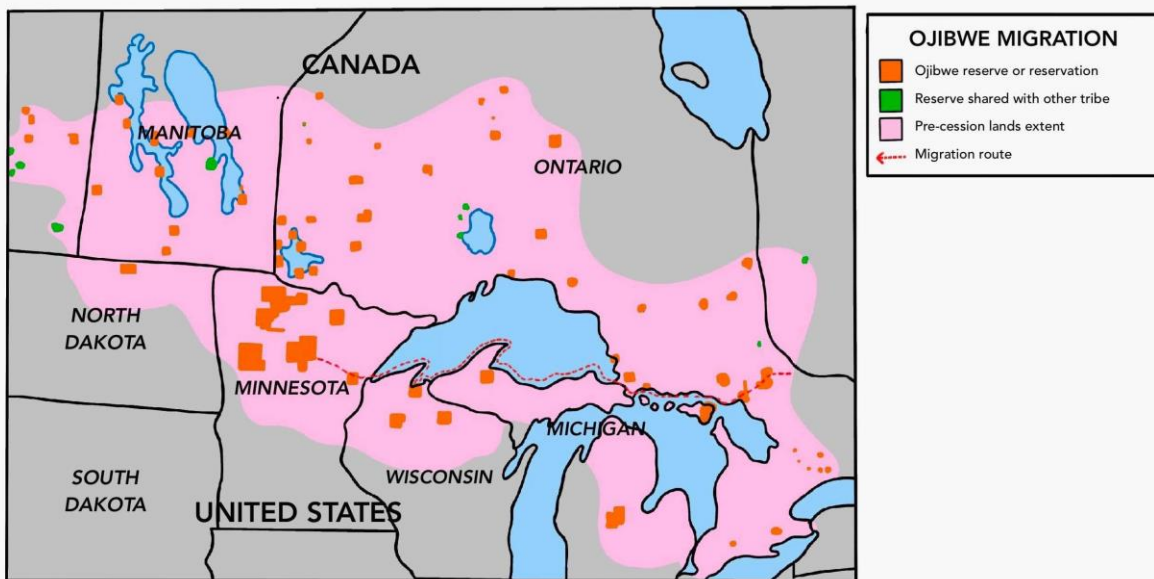 CANADA
MANITOBA
ONTARIO
NORTH
DAKOTA
MINNESOTA
MICHIGAN
WISCONSIN
SOUTH
DAKOTA
UNITED STATES
OJIBWE MIGRATION
Ojibwe reserve or reservation
Reserve shared with other tribe
Pre-cession lands extent
Migration route